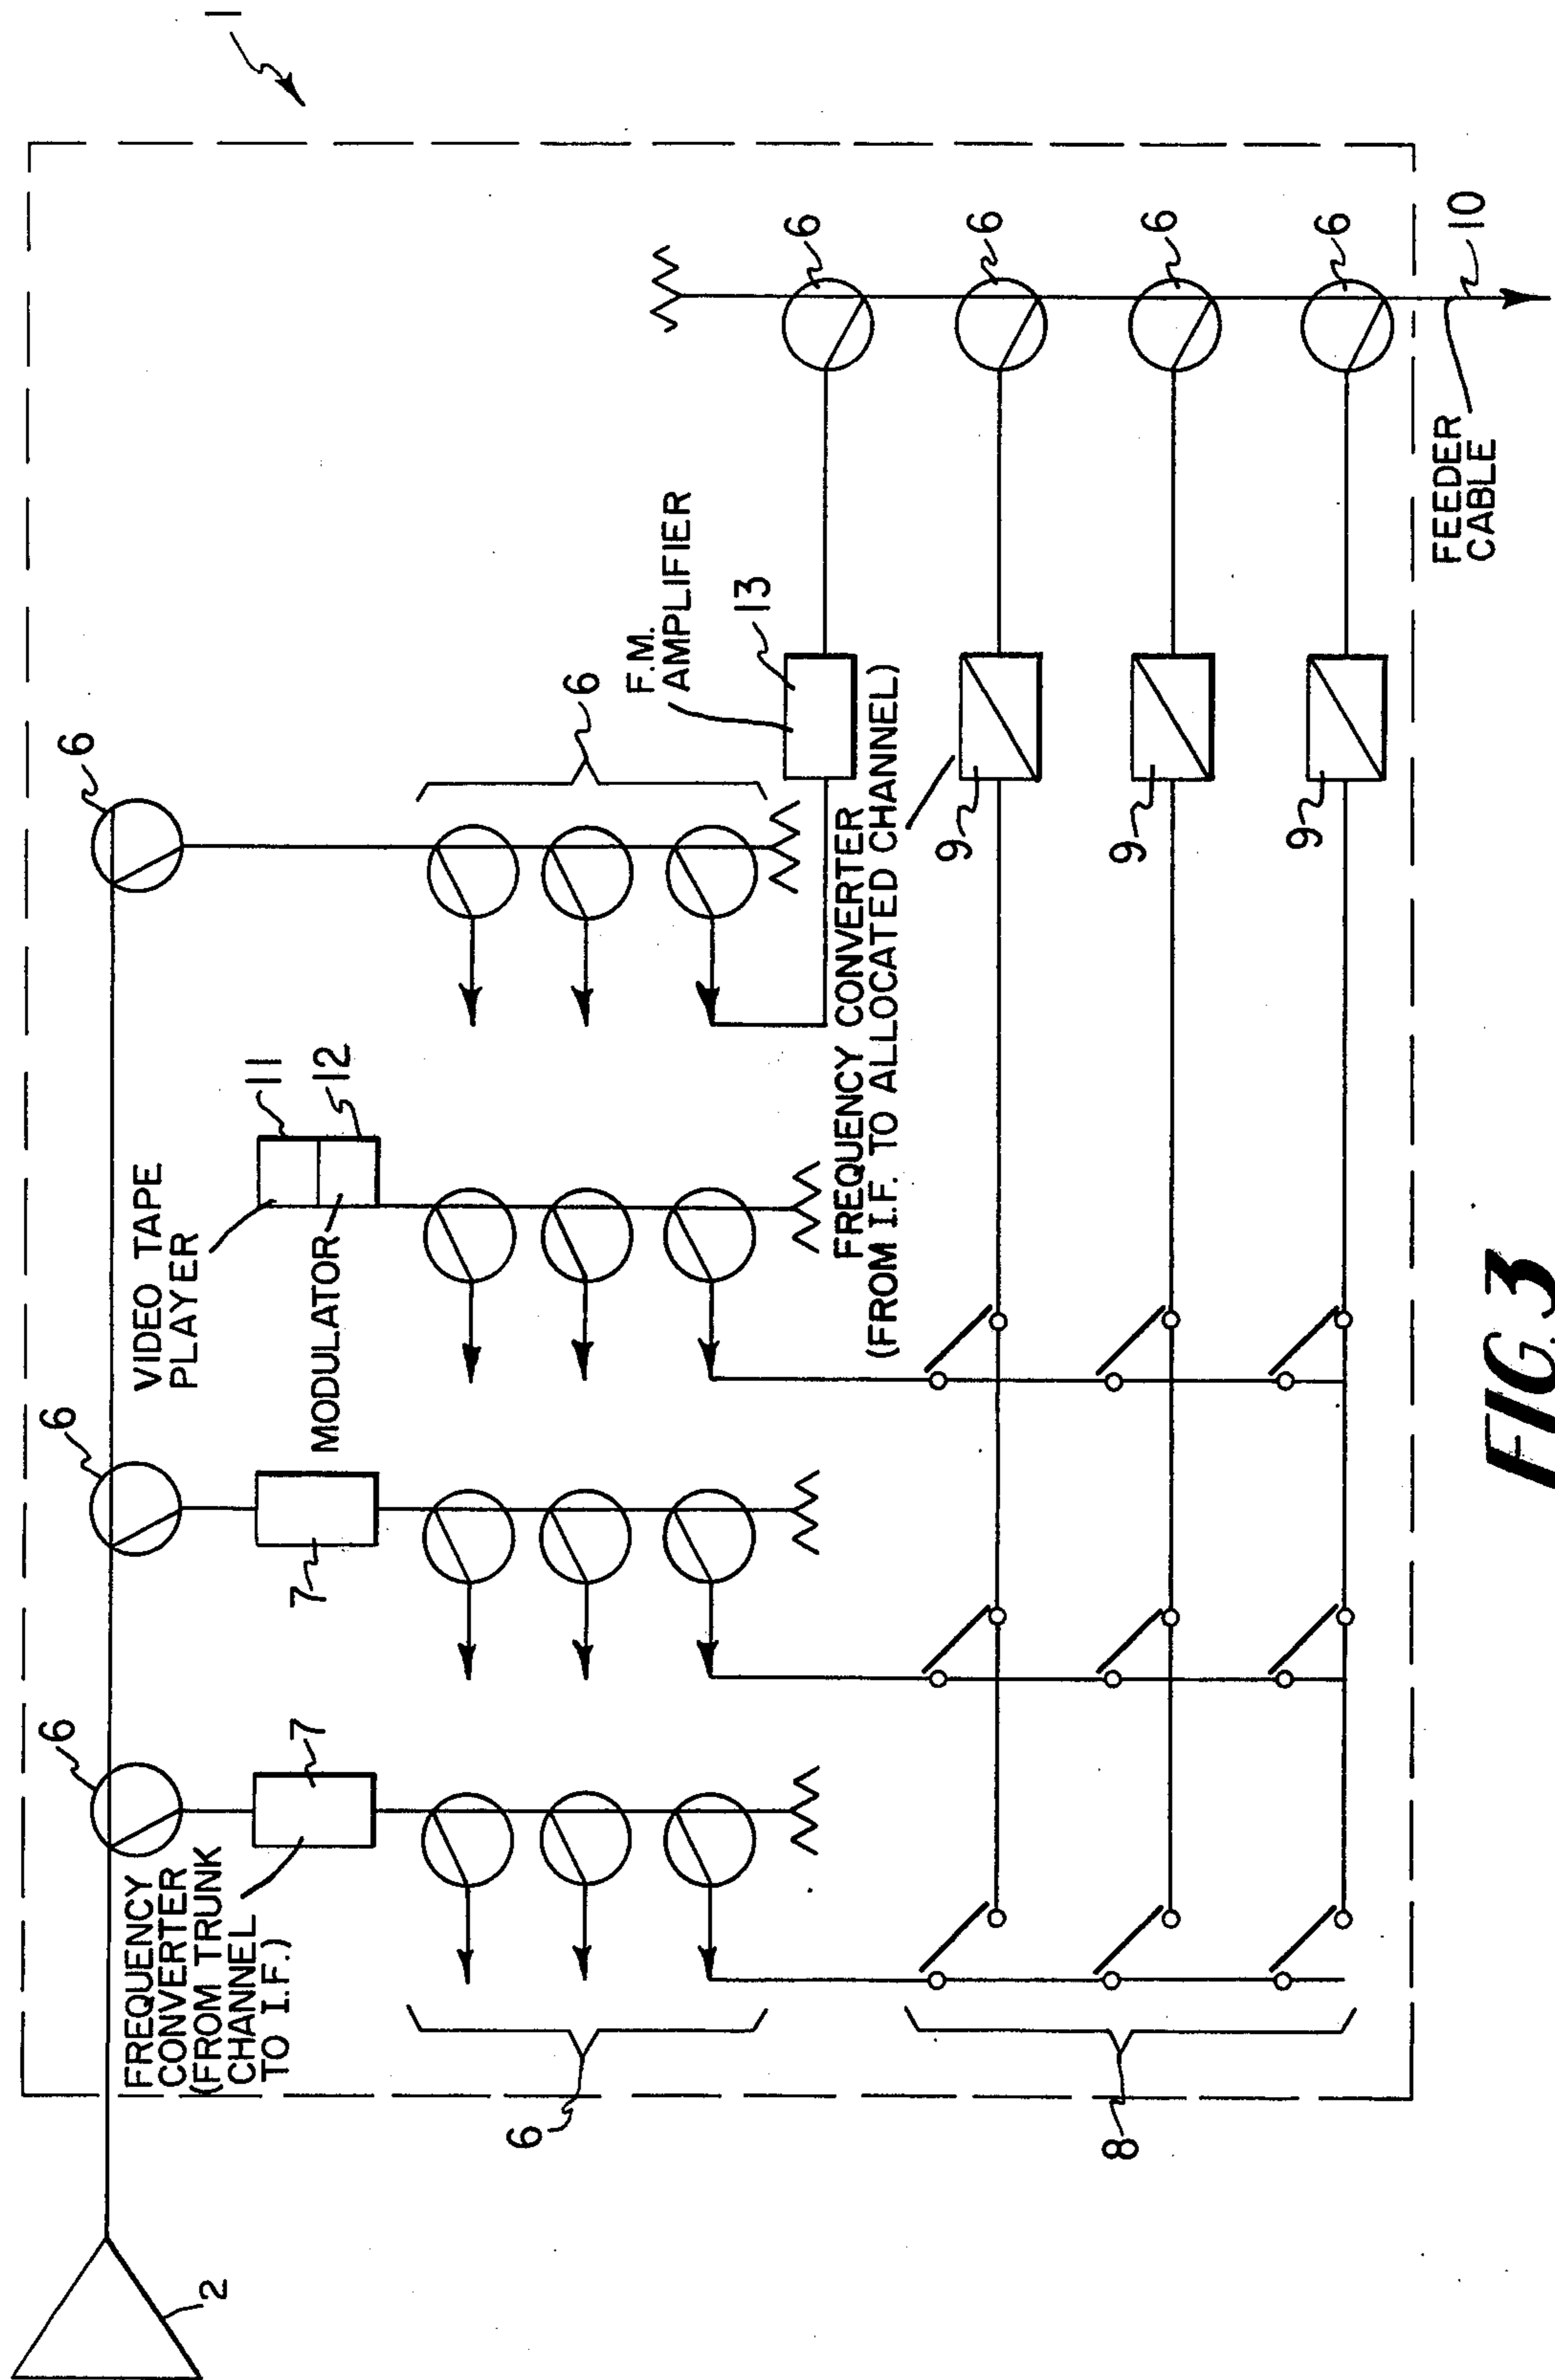 1
2
6
6
6
FREQUENCY
CONVERTER
(FROM TRUNK
CHANNEL
TO I.F.)
7
7
VIDEO TAPE
PLAYER
11
MODULATOR
12
6
6
F.M.
AMPLIFIER
13
6
FREQUENCY CONVERTER
(FROM I.F. TO ALLOCATED CHANNEL)
9
6
9
6
9
6
8
FEEDER
CABLE
10
FIG. 3